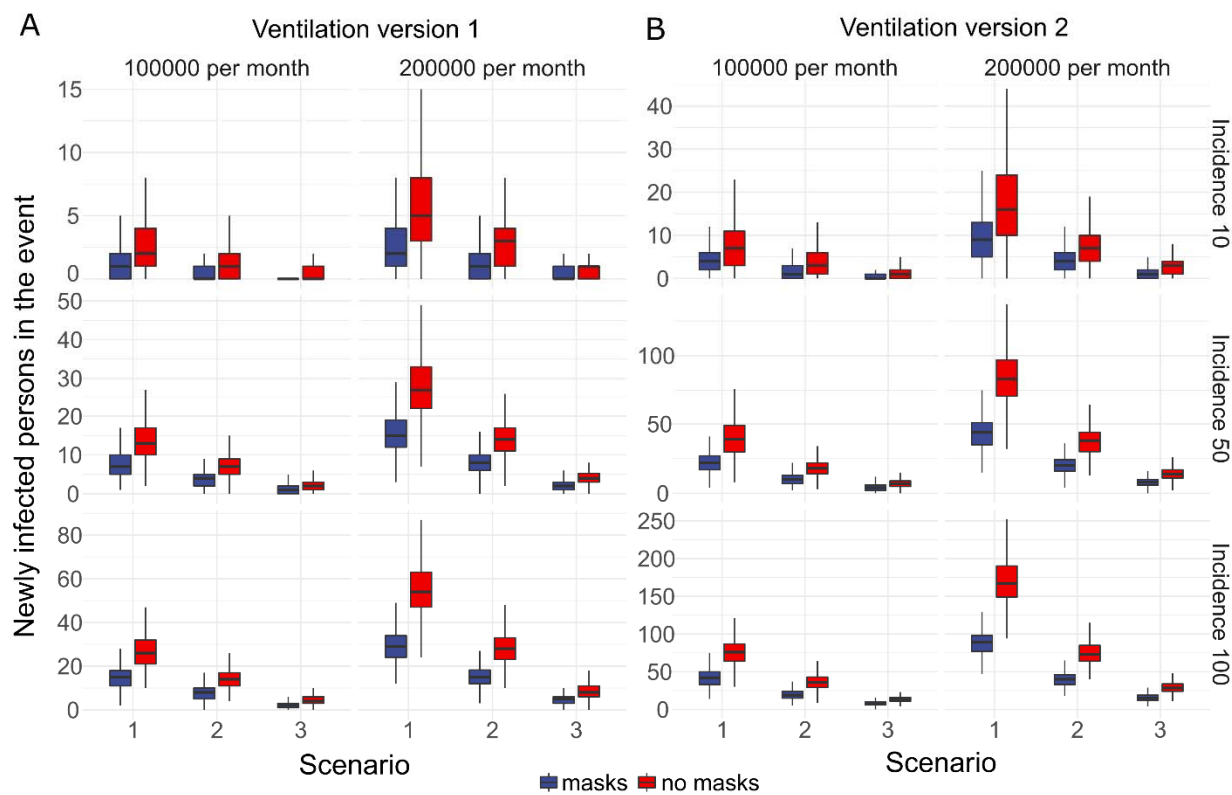 A
Ventilation version 1
100000 per month
200000 per month
Newly infected persons in the event
15
10
5
0
50
40
30
20
10
0
80
60
40
20
0
1 2 3
1 2 3
Scenario
B
Ventilation version 2
100000 per month
200000 per month
40
30
20
10
0
100
50
0
250
200
150
100
50
0
Incidence 10
Incidence 50
Incidence 100
1 2 3
1 2 3
Scenario
masks no masks